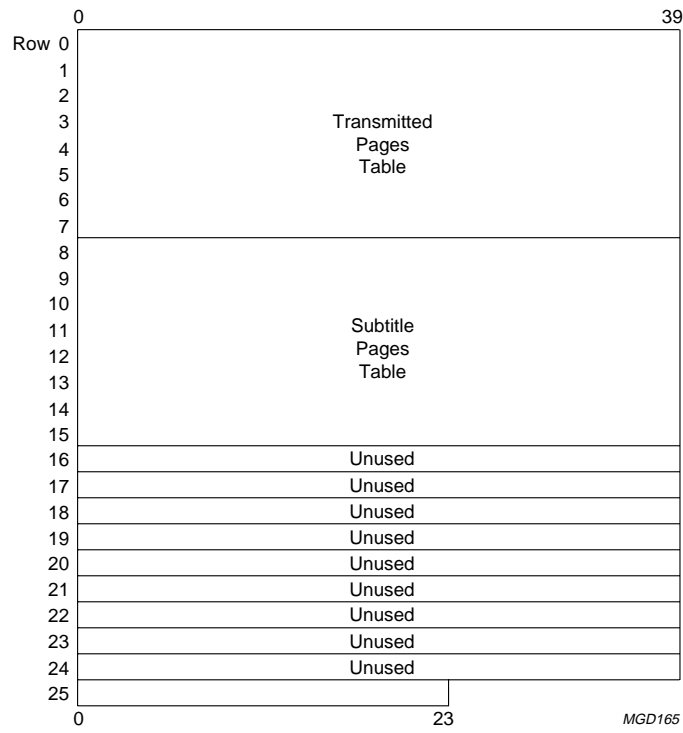 0 39
Row 0
1
2
3 Transmitted
4 Pages
5 Table
6
7
8
9
10
11 Subtitle
12 Pages
13 Table
14
15
16 Unused
17 Unused
18 Unused
19 Unused
20 Unused
21 Unused
22 Unused
23 Unused
24 Unused
25
0 23 MGD165